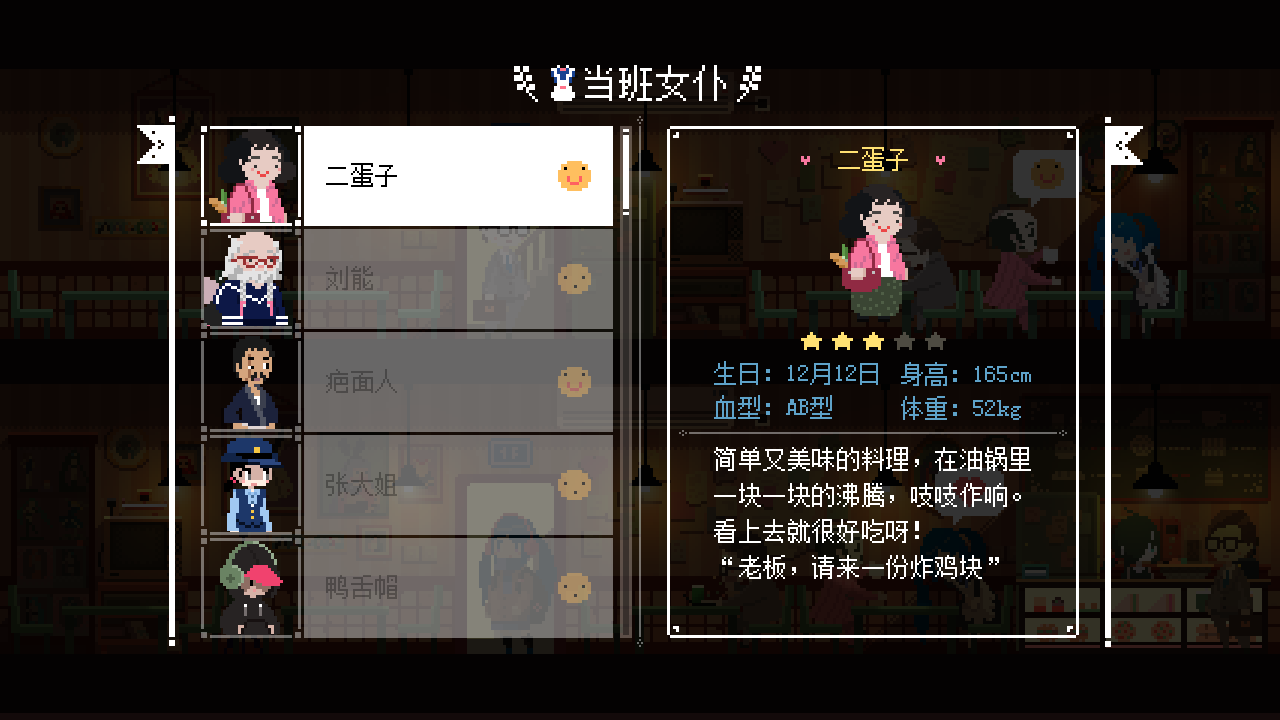 当班女仆
二蛋子
刘能
疤面人
张大姐
鸭舌帽
二蛋子
生日：12月12日 身高：165cm
血型：AB型 体重：52kg
简单又美味的料理，在油锅里
一块一块的沸腾，吱吱作响。
看上去就很好吃呀！
“老板，请来一份炸鸡块”